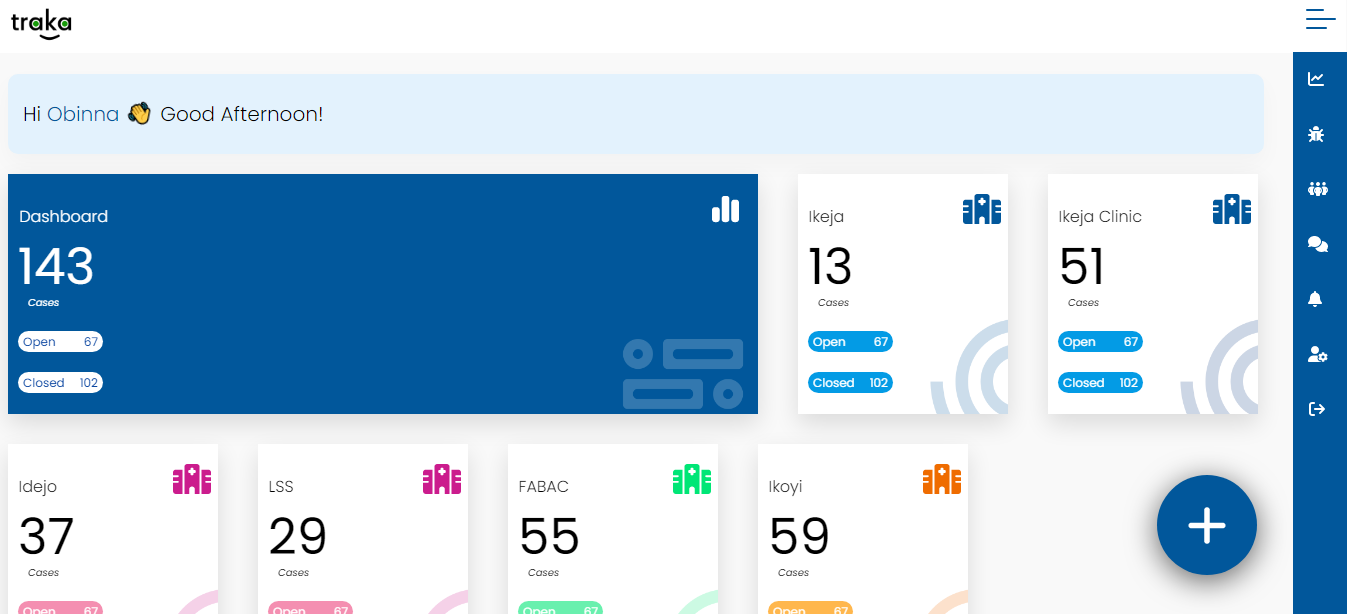 traka
Hi Obinna 👋 Good Afternoon!
Dashboard
143
Cases
Open 67
Closed 102
Ikeja
13
Cases
Open 67
Closed 102
Ikeja Clinic
51
Cases
Open 67
Closed 102
Idejo
37
Cases
Open 67
LSS
29
Cases
Open 67
FABAC
55
Cases
Open 67
Ikoyi
59
Cases
Open 67